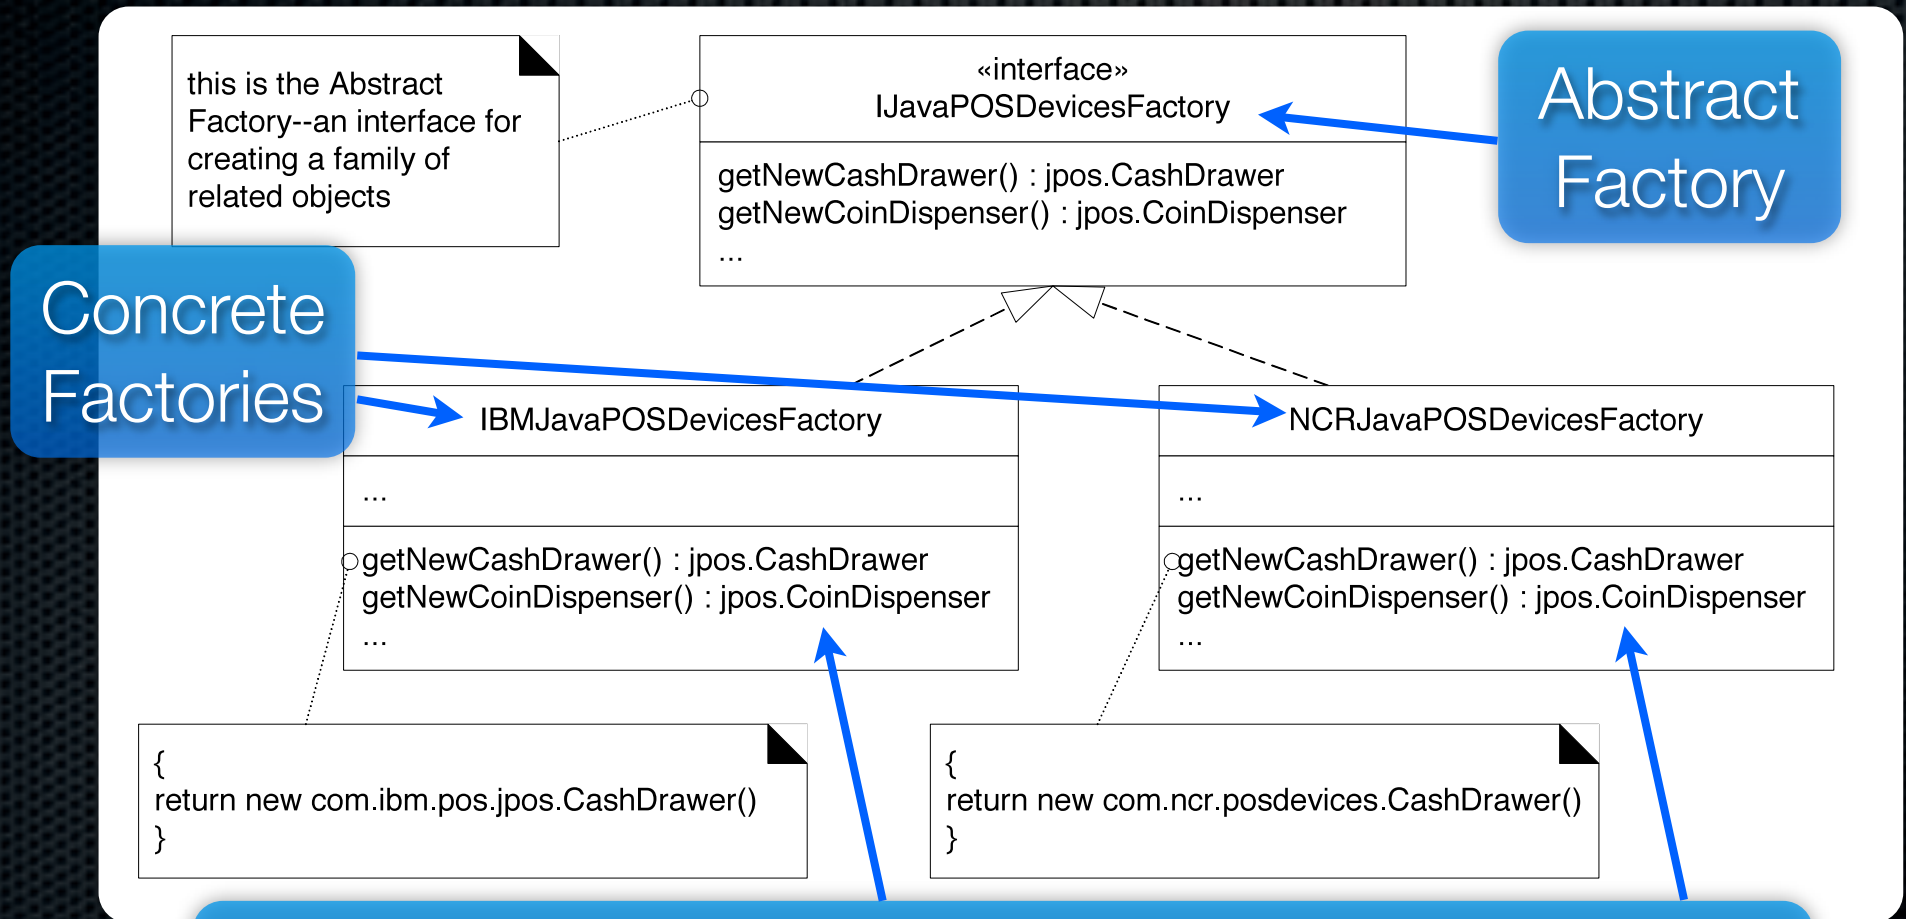 this is the Abstract
Factory--an interface for
creating a family of
related objects
«interface»
IJavaPOSDevicesFactory
getNewCashDrawer() : jpos.CashDrawer
getNewCoinDispenser() : jpos.CoinDispenser
...
Abstract
Factory
Concrete
Factories
IBMJavaPOSDevicesFactory
...
getNewCashDrawer() : jpos.CashDrawer
getNewCoinDispenser() : jpos.CoinDispenser
...
NCRJavaPOSDevicesFactory
...
getNewCashDrawer() : jpos.CashDrawer
getNewCoinDispenser() : jpos.CoinDispenser
...
{
return new com.ibm.pos.jpos.CashDrawer()
}
{
return new com.ncr.posdevices.CashDrawer()
}